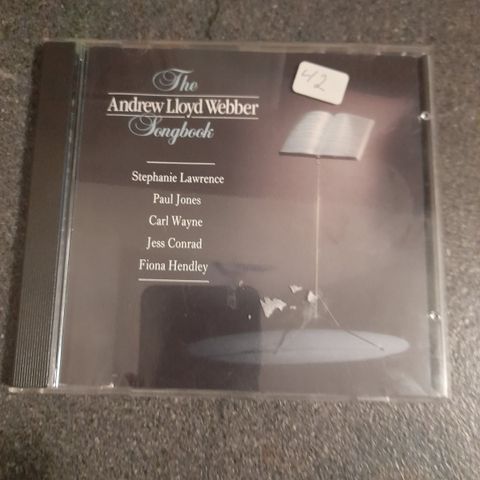 The
Andrew Lloyd Webber
Songbook
Stephanie Lawrence
Paul Jones
Carl Wayne
Jess Conrad
Fiona Hendley
42